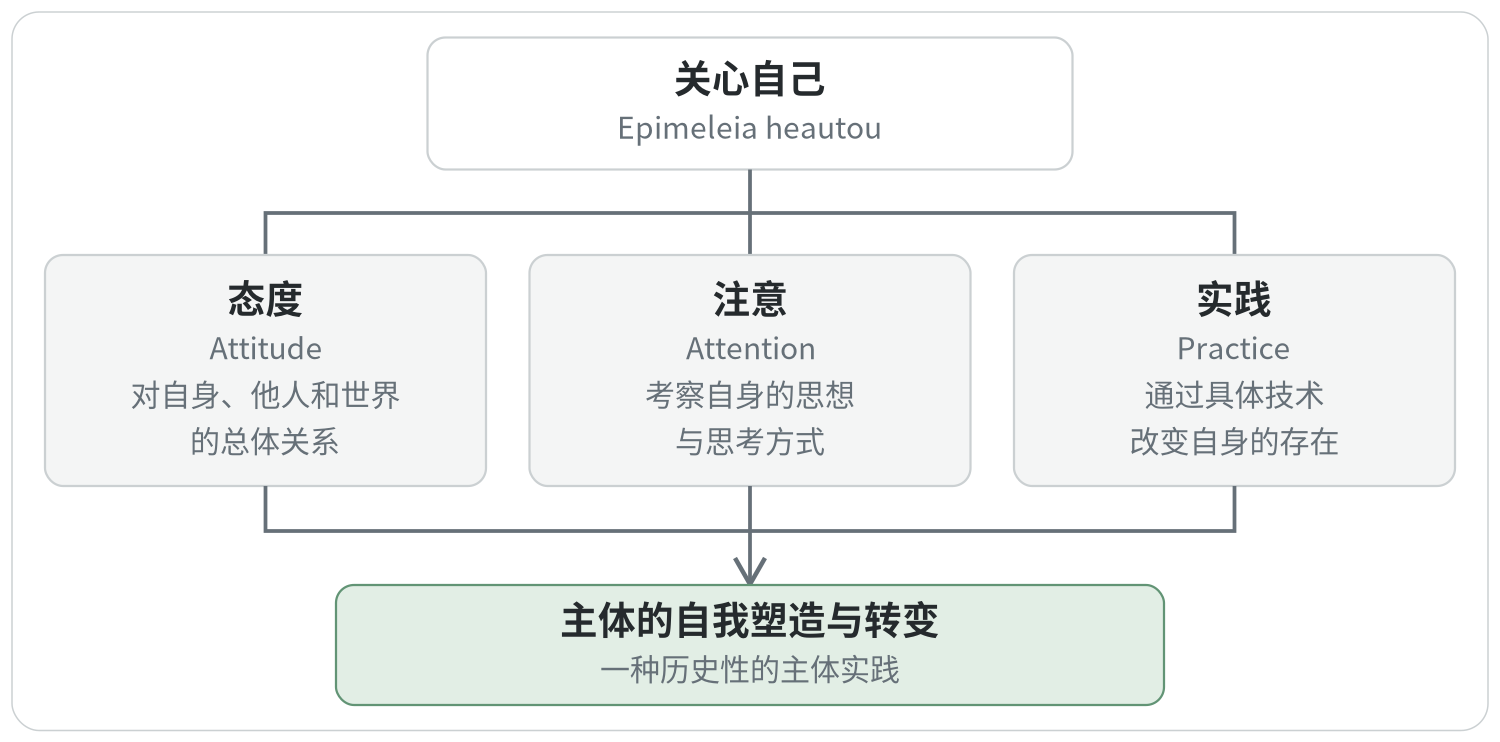 关心自己
Epimeleia heautou
态度
Attitude
对自身、他人和世界
的总体关系
注意
Attention
考察自身的思想
与思考方式
实践
Practice
通过具体技术
改变自身的存在
主体的自我塑造与转变
一种历史性的主体实践